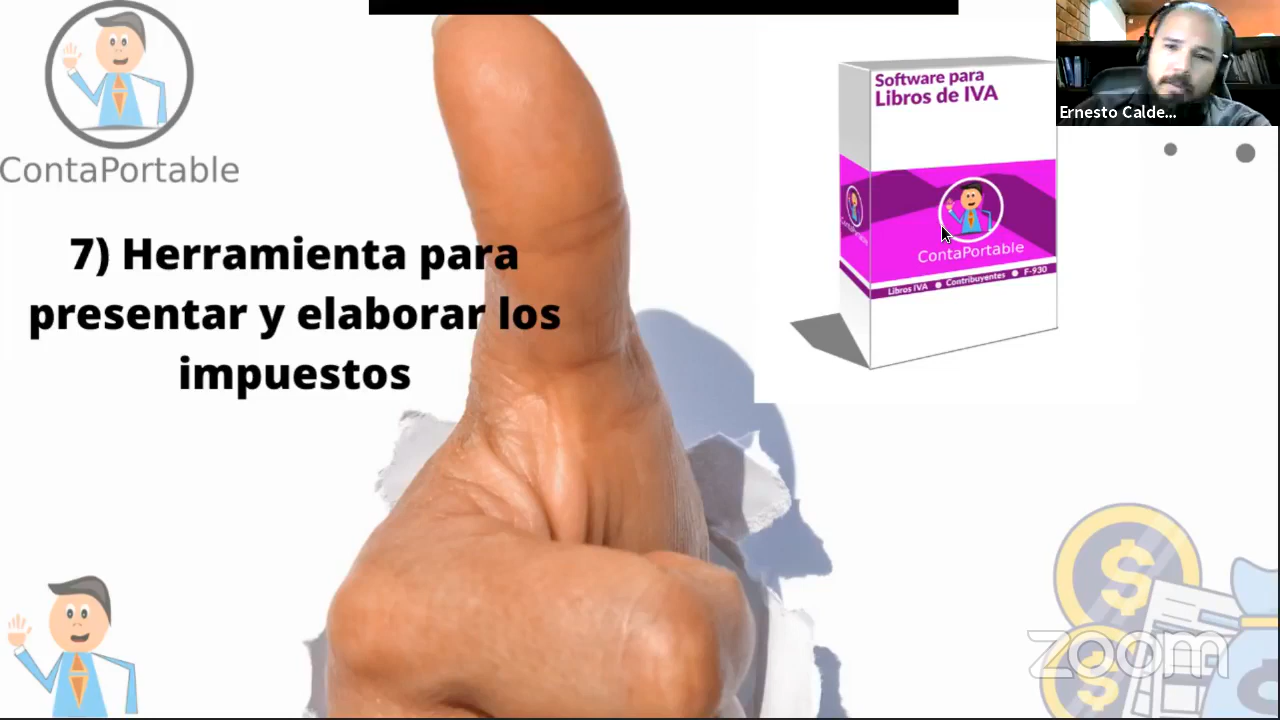 ContaPortable
7) Herramienta para
presentar y elaborar los
impuestos
Software para
Libros de IVA
ContaPortable
Libros IVA ● Contribuyentes ● F-930
Ernesto Calde...
zoom